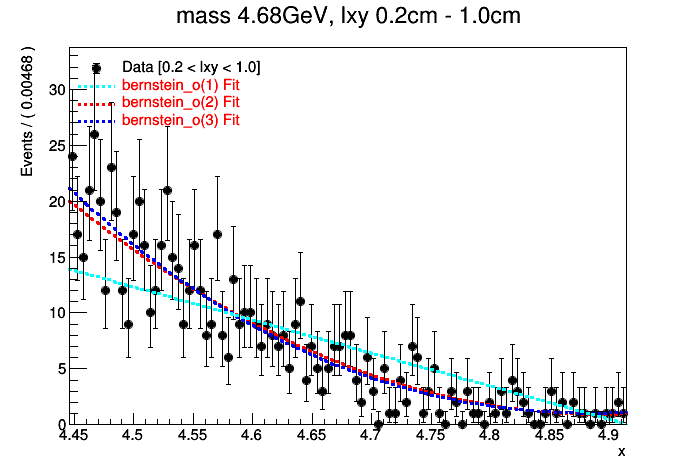 mass 4.68GeV, lxy 0.2cm - 1.0cm
Events / ( 0.00468 )
Data [0.2 < lxy < 1.0]
bernstein_o(1) Fit
bernstein_o(2) Fit
bernstein_o(3) Fit
30
25
20
15
10
5
0
4.45 4.5 4.55 4.6 4.65 4.7 4.75 4.8 4.85 4.9
x